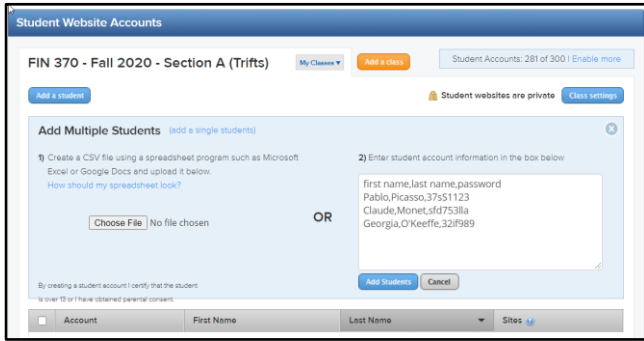 Student Website Accounts
FIN 370 - Fall 2020 - Section A (Trifts)
My Classes ▾
Add a class
Student Accounts: 281 of 300 | Enable more
Add a student
Student websites are private
Class settings
Add Multiple Students (add a single students)
1) Create a CSV file using a spreadsheet program such as Microsoft
Excel or Google Docs and upload it below.
How should my spreadsheet look?
Choose File No file chosen
OR
2) Enter student account information in the box below
first name,last name,password
Pablo,Picasso,37sS1123
Claude,Monet,sfd753lla
Georgia,O'Keeffe,32if989
Add Students
Cancel
By creating a student account I certify that the student
is over 13 or I have obtained parental consent.
Account
First Name
Last Name
Sites